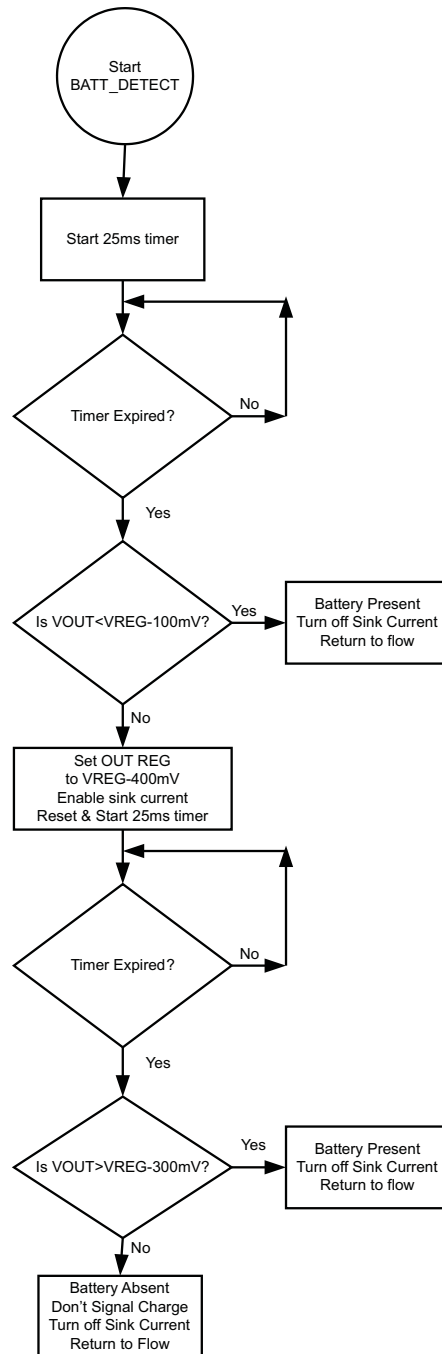 Start
BATT_DETECT
Start 25ms timer
Timer Expired?
No
Yes
Is VOUT<VREG-100mV?
Yes
Battery Present
Turn off Sink Current
Return to flow
No
Set OUT REG
to VREG-400mV
Enable sink current
Reset & Start 25ms timer
Timer Expired?
No
Yes
Is VOUT>VREG-300mV?
Yes
Battery Present
Turn off Sink Current
Return to flow
No
Battery Absent
Don't Signal Charge
Turn off Sink Current
Return to Flow